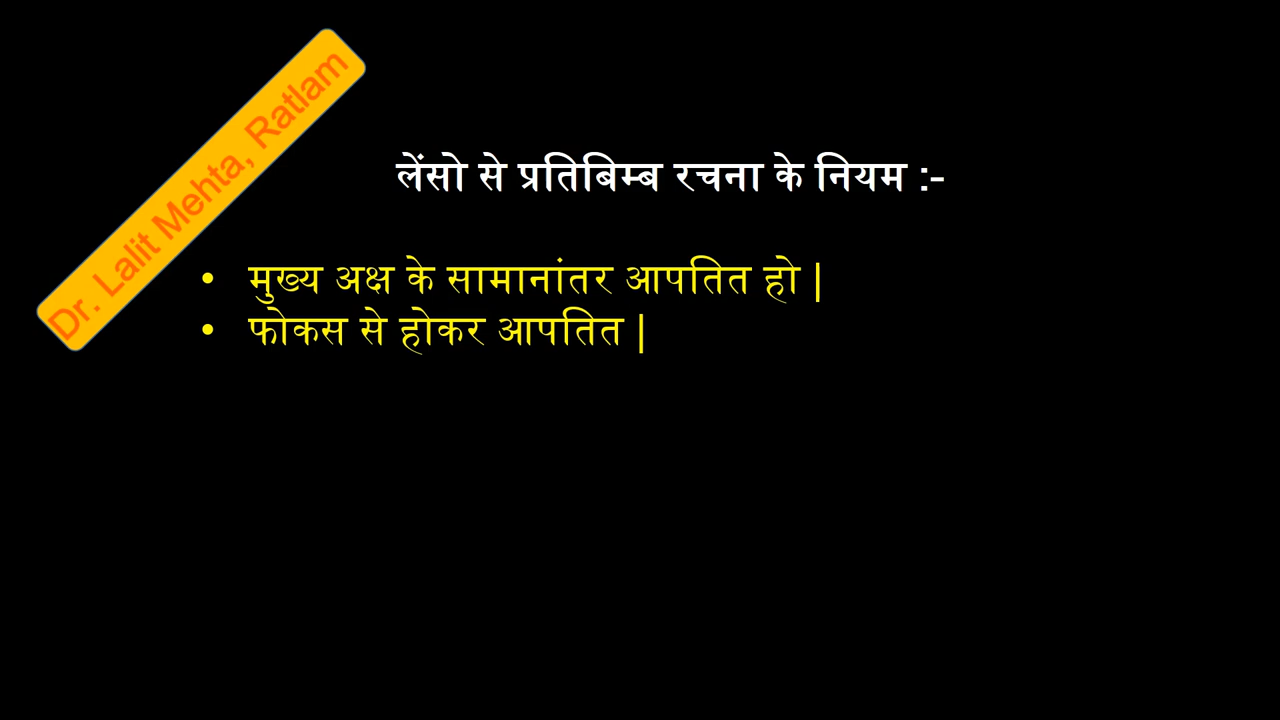 Dr. Lalit Mehta, Ratlam
लेंसो से प्रतिबिम्ब रचना के नियम :-
• मुख्य अक्ष के सामानांतर आपतित हो |
• फोकस से होकर आपतित |